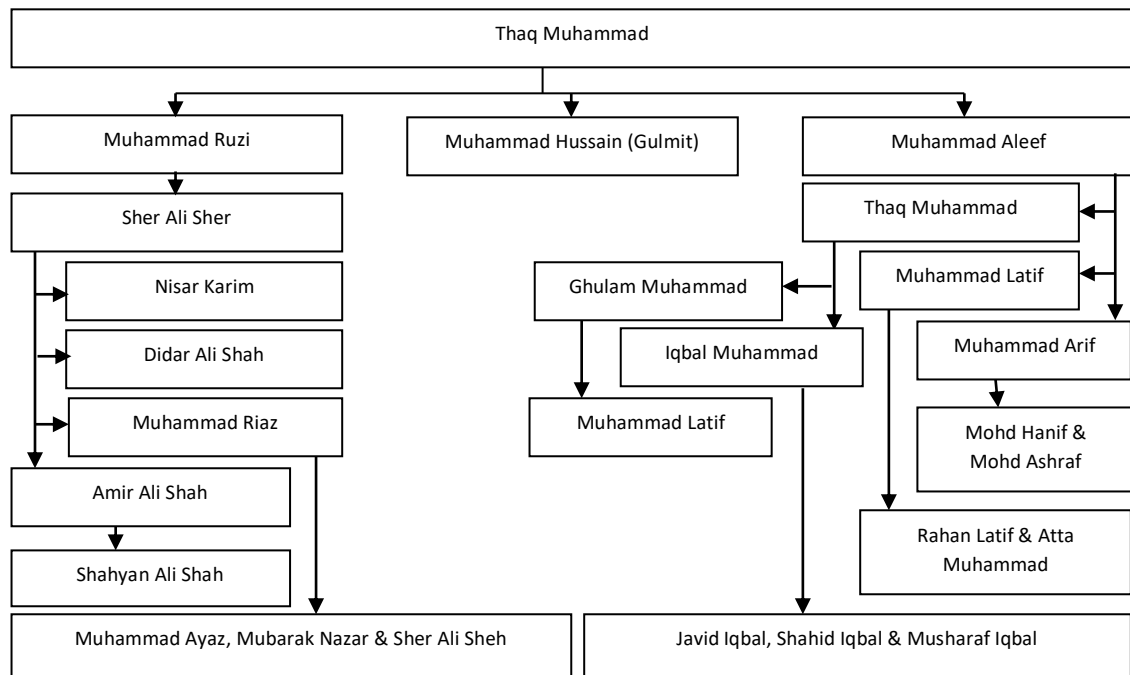 Thaq Muhammad
Muhammad Ruzi
Muhammad Hussain (Gulmit)
Muhammad Aleef
Sher Ali Sher
Thaq Muhammad
Nisar Karim
Ghulam Muhammad
Muhammad Latif
Didar Ali Shah
Iqbal Muhammad
Muhammad Arif
Muhammad Riaz
Muhammad Latif
Mohd Hanif &
Mohd Ashraf
Amir Ali Shah
Rahan Latif & Atta
Muhammad
Shahyan Ali Shah
Muhammad Ayaz, Mubarak Nazar & Sher Ali Sheh
Javid Iqbal, Shahid Iqbal & Musharaf Iqbal